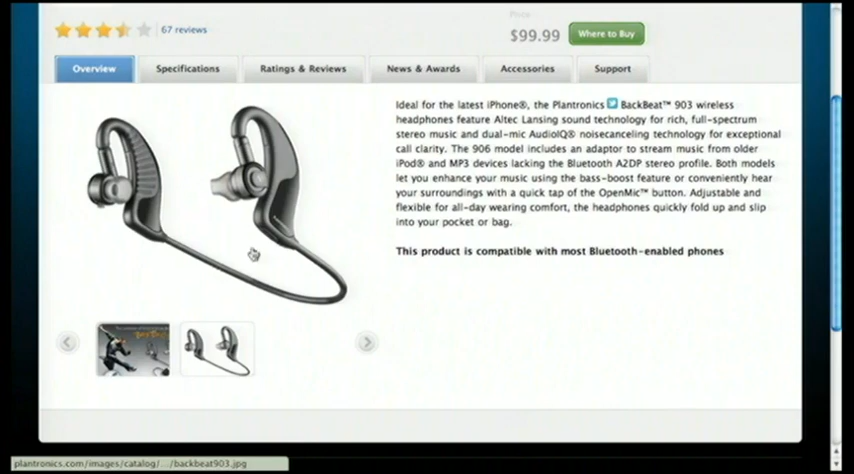 Price
67 reviews
$99.99
Where to Buy
Overview
Specifications
Ratings & Reviews
News & Awards
Accessories
Support
Ideal for the latest iPhone®, the Plantronics BackBeat™ 903 wireless
headphones feature Altec Lansing sound technology for rich, full-spectrum
stereo music and dual-mic AudioIQ® noisecanceling technology for exceptional
call clarity. The 906 model includes an adaptor to stream music from older
iPod® and MP3 devices lacking the Bluetooth A2DP stereo profile. Both models
let you enhance your music using the bass-boost feature or conveniently hear
your surroundings with a quick tap of the OpenMic™ button. Adjustable and
flexible for all-day wearing comfort, the headphones quickly fold up and slip
into your pocket or bag.
This product is compatible with most Bluetooth-enabled phones
plantronics.com/images/catalog/.../backbeat903.jpg